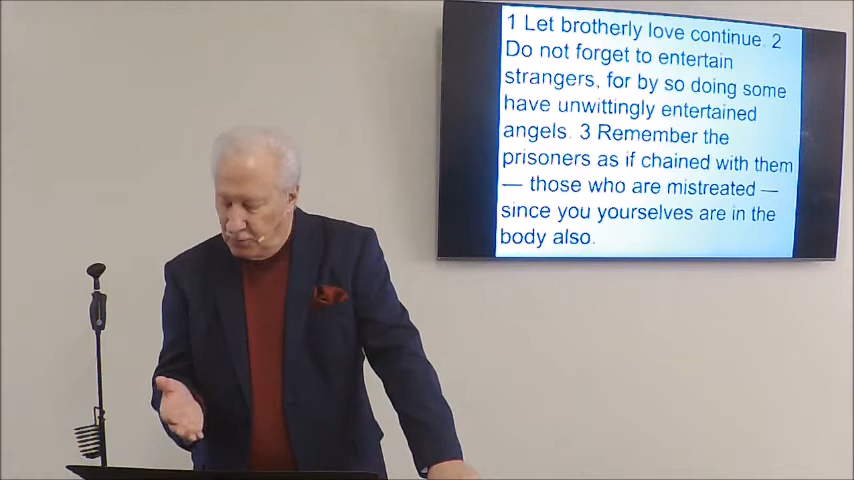 1 Let brotherly love continue. 2
Do not forget to entertain
strangers, for by so doing some
have unwittingly entertained
angels. 3 Remember the
prisoners as if chained with them
— those who are mistreated —
since you yourselves are in the
body also.